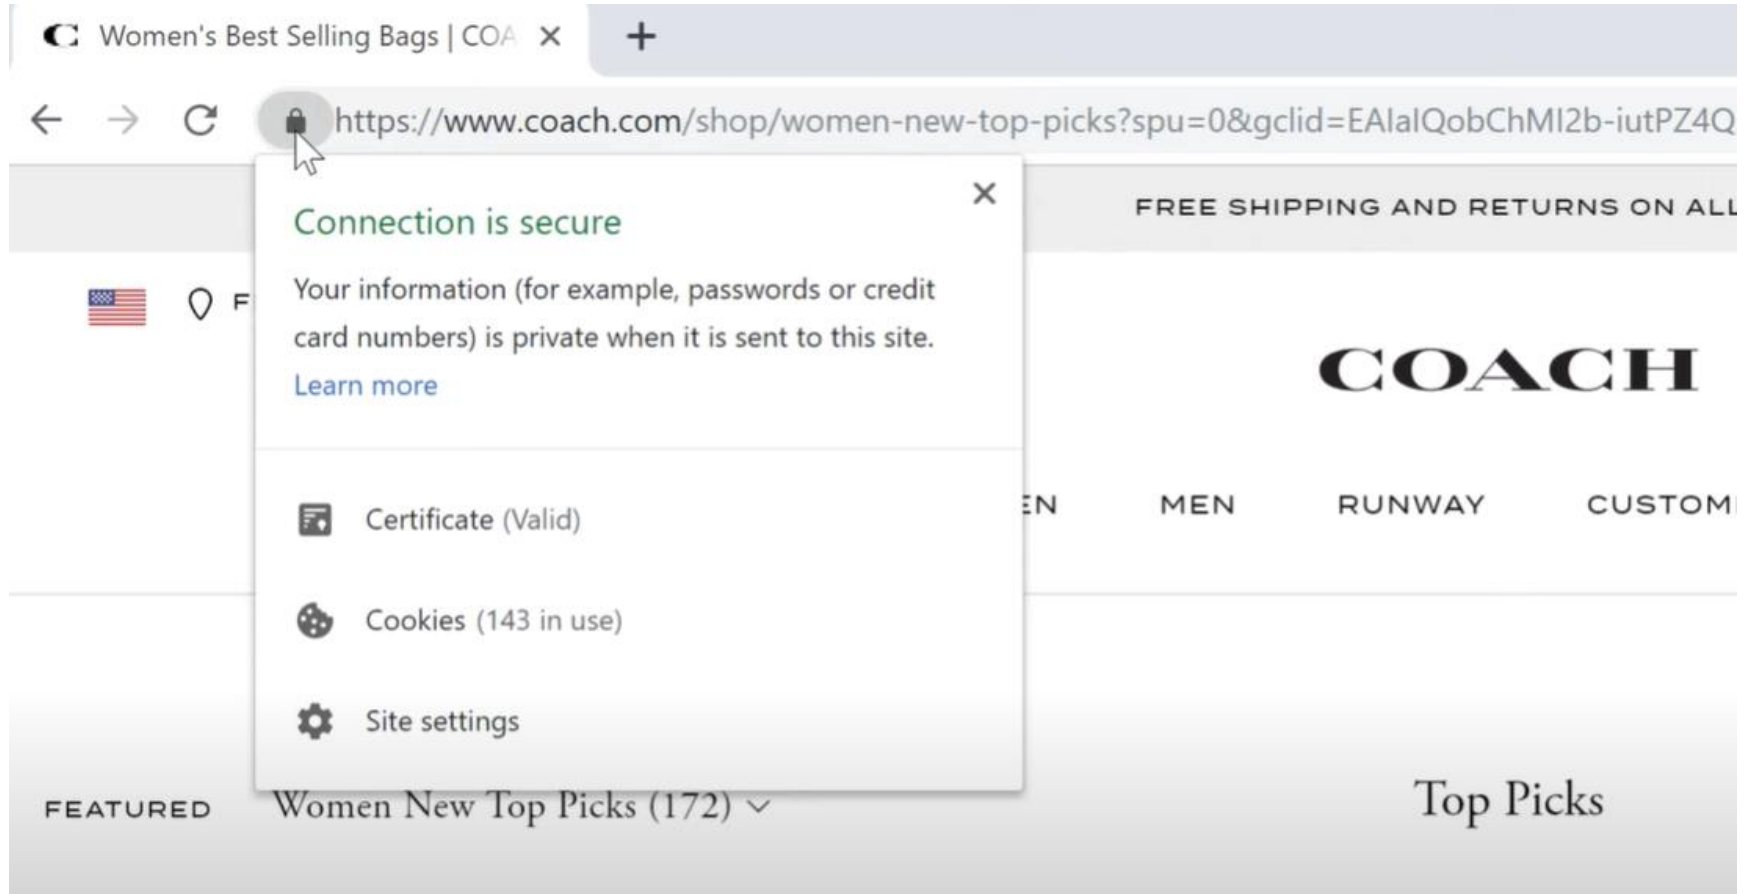 Women's Best Selling Bags | COA
https://www.coach.com/shop/women-new-top-picks?spu=0&gclid=EAIaIQobChMI2b-iutPZ4Q
FREE SHIPPING AND RETURNS ON ALL
Connection is secure
Your information (for example, passwords or credit
card numbers) is private when it is sent to this site.
Learn more
F
COACH
EN MEN RUNWAY CUSTOM
Certificate (Valid)
Cookies (143 in use)
Site settings
FEATURED Women New Top Picks (172)
Top Picks